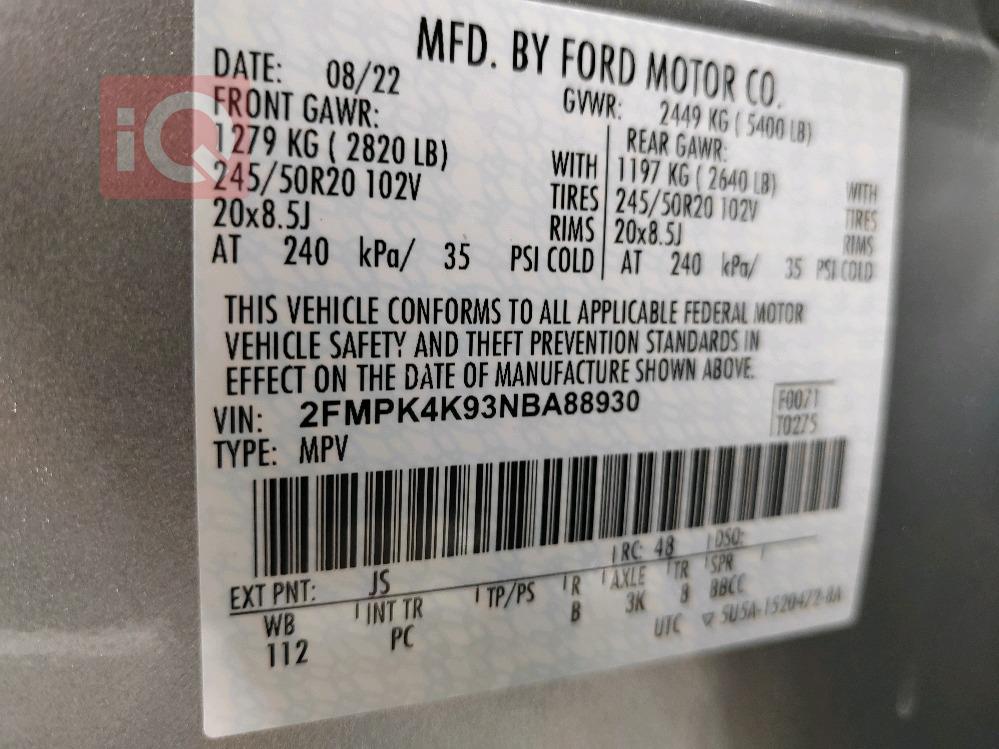 MFD. BY FORD MOTOR CO.
DATE: 08/22
GVWR: 2449 KG ( 5400 LB)
FRONT GAWR:
1279 KG ( 2820 LB) WITH
245/50R20 102V TIRES
20x8.5J RIMS
AT 240 kPa/ 35 PSI COLD
REAR GAWR:
1197 KG ( 2640 LB) WITH
245/50R20 102V TIRES
20x8.5J RIMS
AT 240 kPa/ 35 PSI COLD
THIS VEHICLE CONFORMS TO ALL APPLICABLE FEDERAL MOTOR
VEHICLE SAFETY AND THEFT PREVENTION STANDARDS IN
EFFECT ON THE DATE OF MANUFACTURE SHOWN ABOVE.
VIN: 2FMPK4K93NBA88930
TYPE: MPV
F0071
T0275
EXT PNT: JS RC: 48 DSO:
WB INT TR TP/PS R AXLE TR SPR
112 PC B 3K 8 BBCC
UTC
iQ